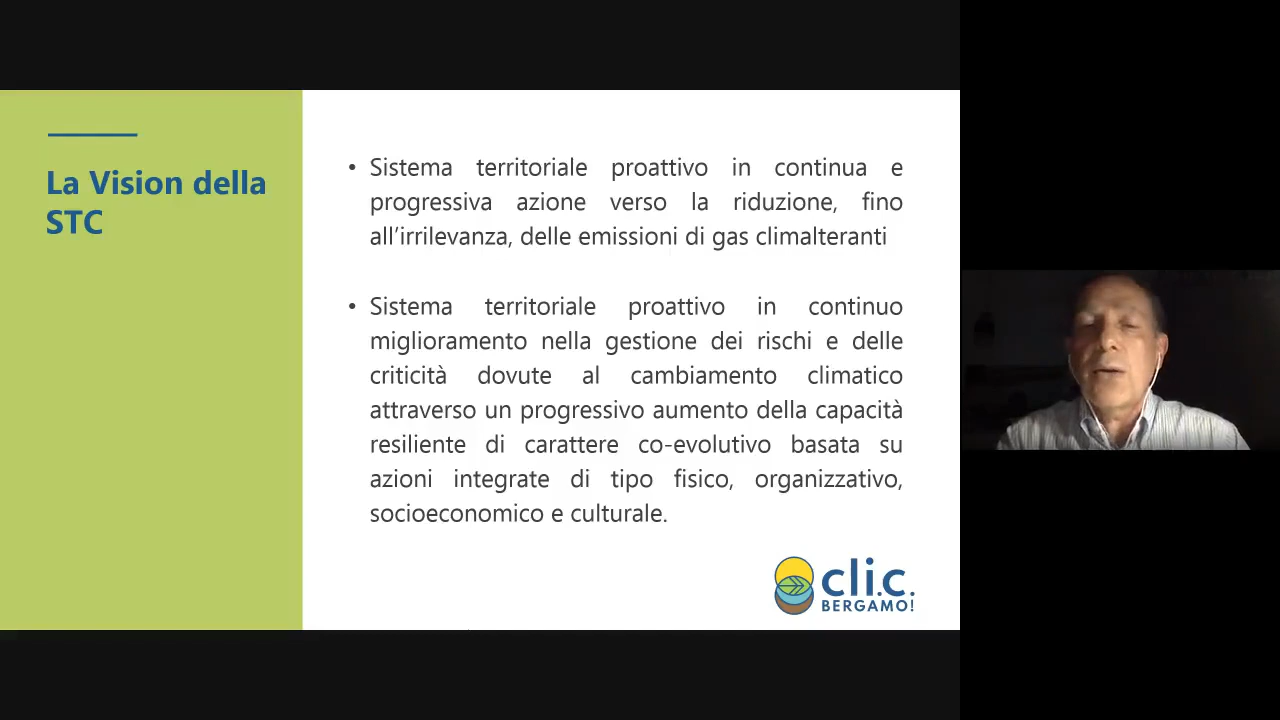 La Vision della
STC
• Sistema territoriale proattivo in continua e
progressiva azione verso la riduzione, fino
all’irrilevanza, delle emissioni di gas climalteranti
• Sistema territoriale proattivo in continuo
miglioramento nella gestione dei rischi e delle
criticità dovute al cambiamento climatico
attraverso un progressivo aumento della capacità
resiliente di carattere co-evolutivo basata su
azioni integrate di tipo fisico, organizzativo,
socioeconomico e culturale.
cli.c.
BERGAMO!